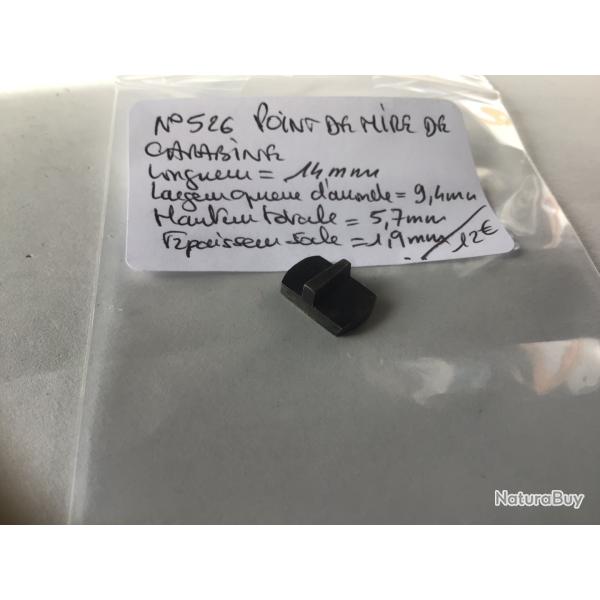 N° 526 POINT DE MIRE DE
CARABINE
Longueur = 14mm
Largeur queue d'aronde = 9,4mm
Hauteur totale = 5,7mm
Epaisseur sole = 1,9mm / 12€
NaturaBuy